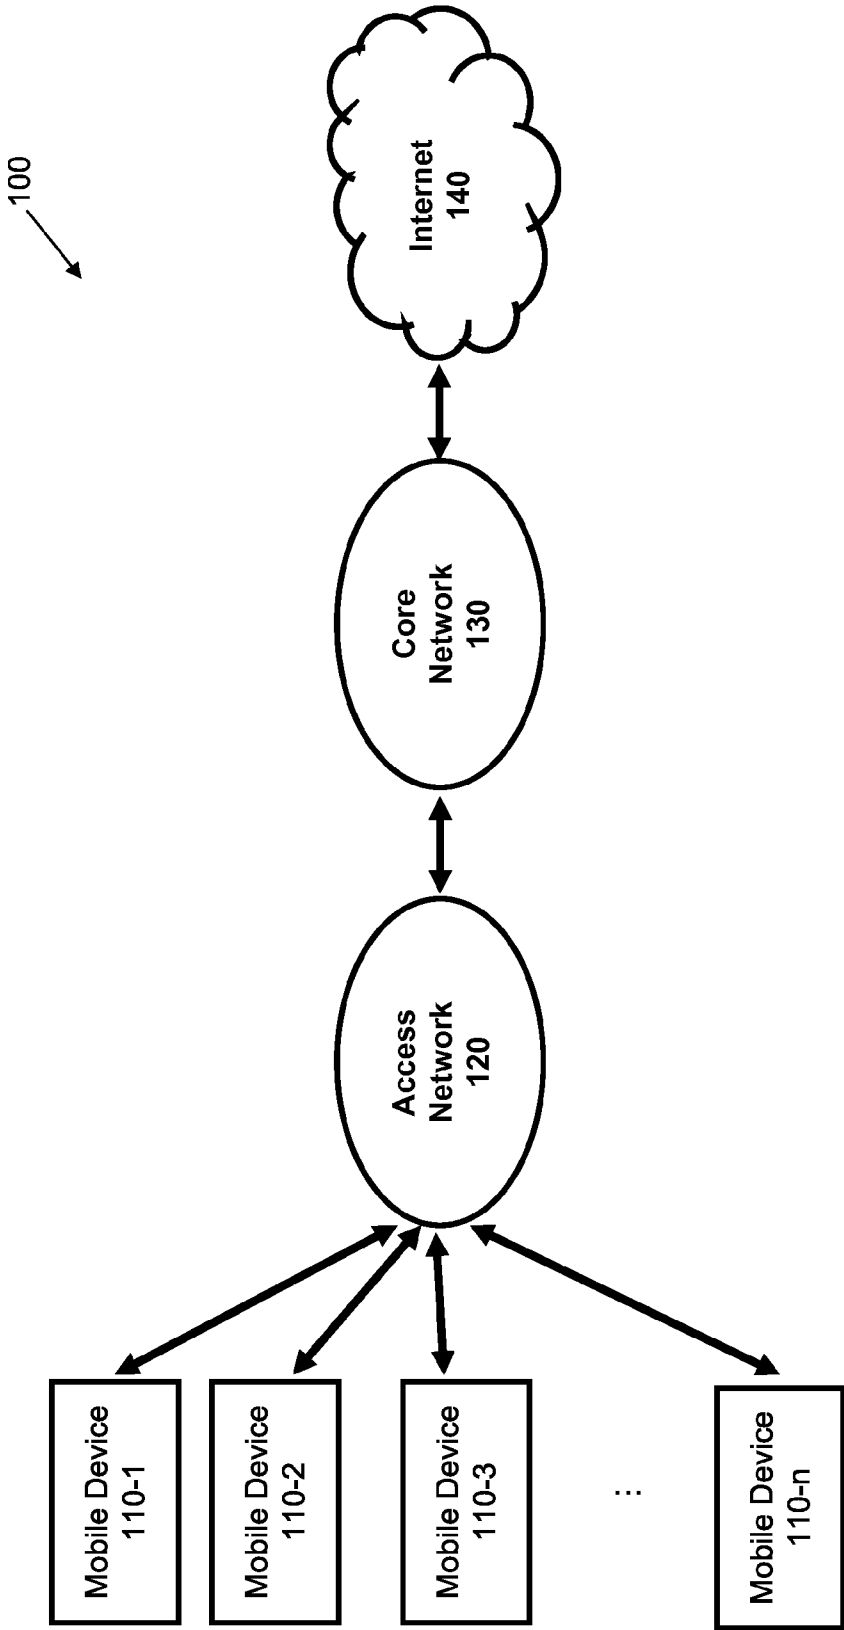 100
Mobile Device
110-1
Mobile Device
110-2
Mobile Device
110-3
...
Mobile Device
110-n
Access
Network
120
Core
Network
130
Internet
140